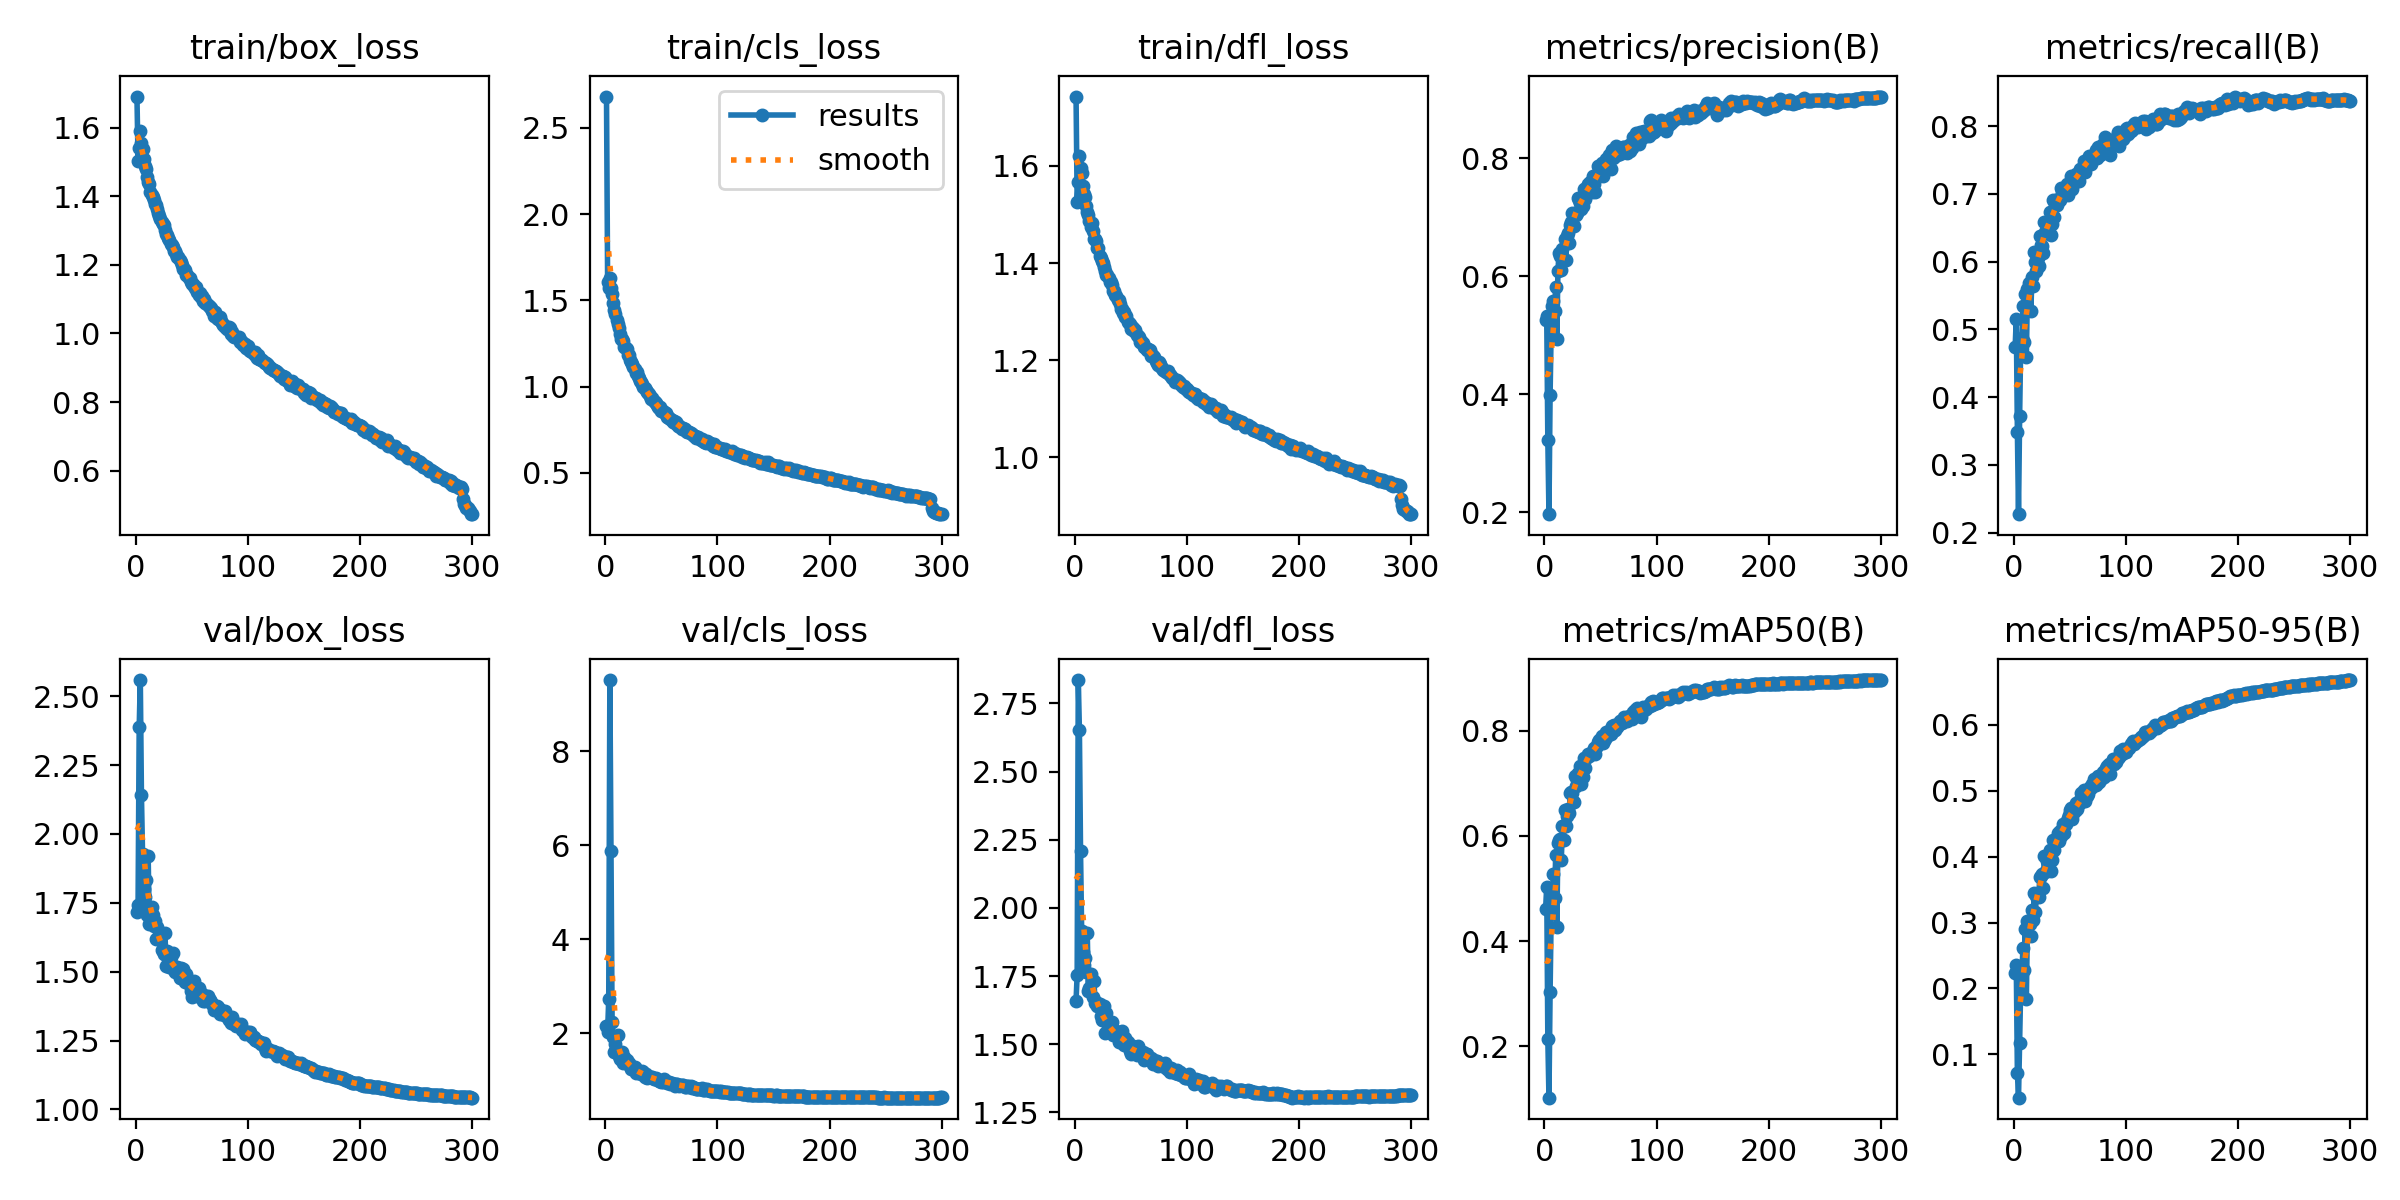 train/box_loss
1.6
1.4
1.2
1.0
0.8
0.6
0 100 200 300
train/cls_loss
results
smooth
2.5
2.0
1.5
1.0
0.5
0 100 200 300
train/dfl_loss
1.6
1.4
1.2
1.0
0 100 200 300
metrics/precision(B)
0.8
0.6
0.4
0.2
0 100 200 300
metrics/recall(B)
0.8
0.7
0.6
0.5
0.4
0.3
0.2
0 100 200 300
val/box_loss
2.50
2.25
2.00
1.75
1.50
1.25
1.00
0 100 200 300
val/cls_loss
8
6
4
2
0 100 200 300
val/dfl_loss
2.75
2.50
2.25
2.00
1.75
1.50
1.25
0 100 200 300
metrics/mAP50(B)
0.8
0.6
0.4
0.2
0 100 200 300
metrics/mAP50-95(B)
0.6
0.5
0.4
0.3
0.2
0.1
0 100 200 300